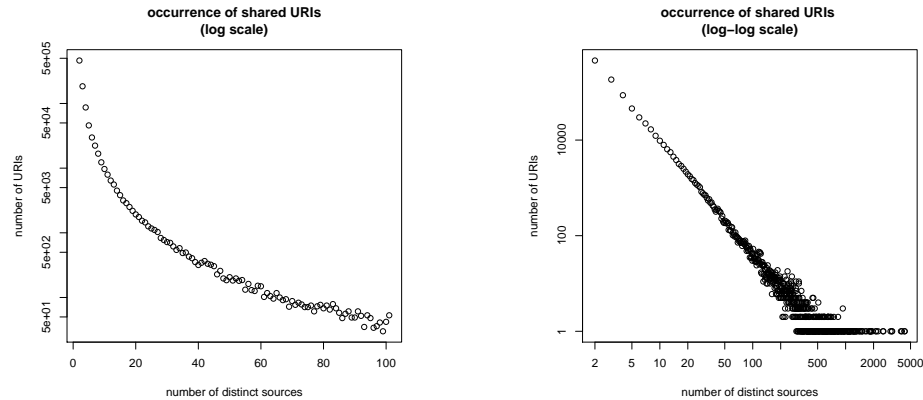 occurrence of shared URIs
(log scale)
number of URIs
5e+05
5e+04
5e+03
5e+02
5e+01
0 20 40 60 80 100
number of distinct sources
occurrence of shared URIs
(log−log scale)
number of URIs
10000
100
1
2 5 10 20 50 100 500 2000 5000
number of distinct sources